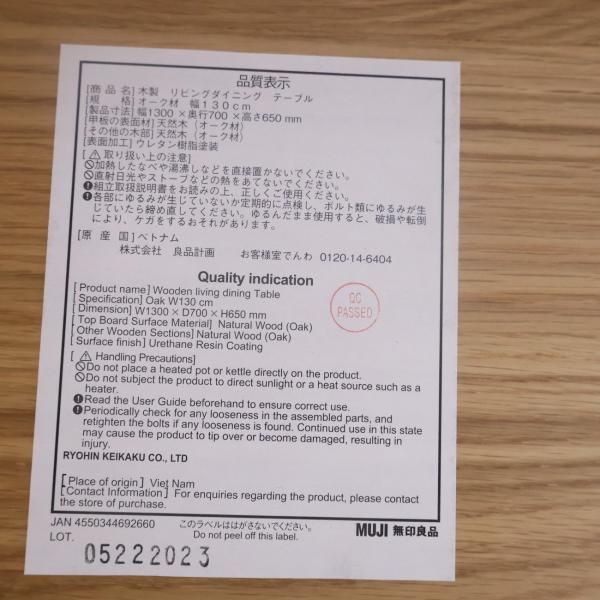 品質表示
[商 品 名] 木製 リビングダイニング テーブル
[規　　格] オーク材 幅１３０ｃｍ
[製品寸法] 幅1300×奥行700×高さ650mm
[甲板の表面材] 天然木（オーク材）
[その他の木部] 天然木（オーク材）
[表面加工] ウレタン樹脂塗装
[⚠取り扱い上の注意]
🚫加熱したなべや湯沸しなどを直接置かないでください。
🚫直射日光やストーブなどの熱をあてないでください。
❗組立取扱説明書をお読みの上、正しくご使用ください。
❗各部にゆるみが生じていないか定期的に点検し、ボルト類にゆるみが生
じていたら締め直してください。ゆるんだまま使用すると、破損や転倒
により、ケガをするおそれがあります。
[原 産 国] ベトナム
株式会社 良品計画 お客様室でんわ 0120-14-6404
Quality indication
[Product name] Wooden living dining Table
[Specification] Oak W130 cm
[Dimension] W1300 × D700 × H650 mm
[Top Board Surface Material] Natural Wood (Oak)
[Other Wooden Sections] Natural Wood (Oak)
[Surface finish] Urethane Resin Coating
QC
PASSED
[⚠ Handling Precautions]
🚫Do not place a heated pot or kettle directly on the product.
🚫Do not subject the product to direct sunlight or a heat source such as a
heater.
❗Read the User Guide beforehand to ensure correct use.
❗Periodically check for any looseness in the assembled parts, and
retighten the bolts if any looseness is found. Continued use in this state
may cause the product to tip over or become damaged, resulting in
injury.
RYOHIN KEIKAKU CO., LTD
[Place of origin] Viet Nam
[Contact Information] For enquiries regarding the product, please contact
the store of purchase.
JAN 4550344692660
このラベルははがさないでください。
Do not peel off this label.
MUJI 無印良品
LOT.
05222023